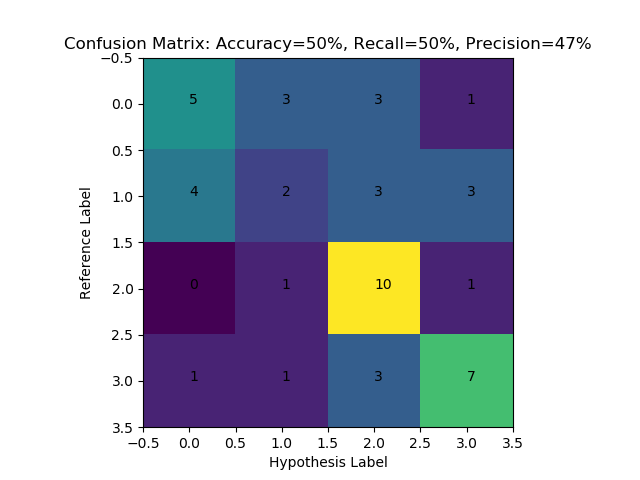 Confusion Matrix: Accuracy=50%, Recall=50%, Precision=47%
−0.5
0.0
0.5
1.0
1.5
2.0
2.5
3.0
3.5
Reference Label
5 3 3 1
4 2 3 3
0 1 10 1
1 1 3 7
−0.5 0.0 0.5 1.0 1.5 2.0 2.5 3.0 3.5
Hypothesis Label